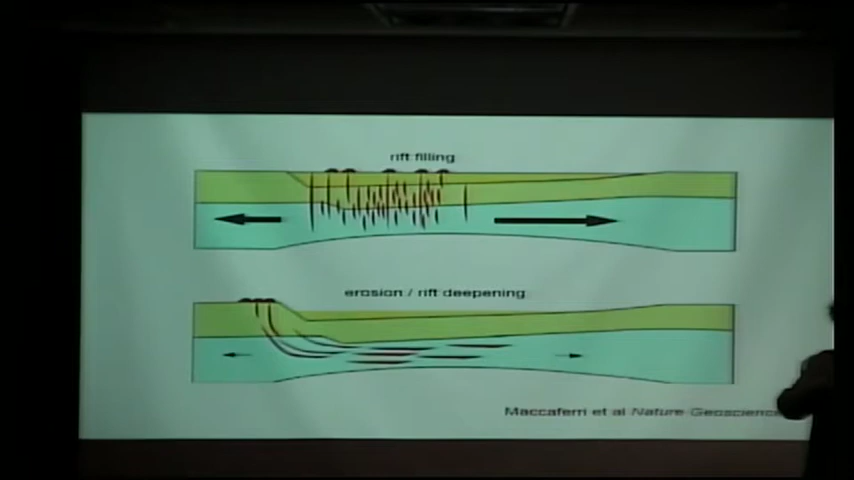 rift filling
erosion / rift deepening
Maccaferri et al Nature Geoscience